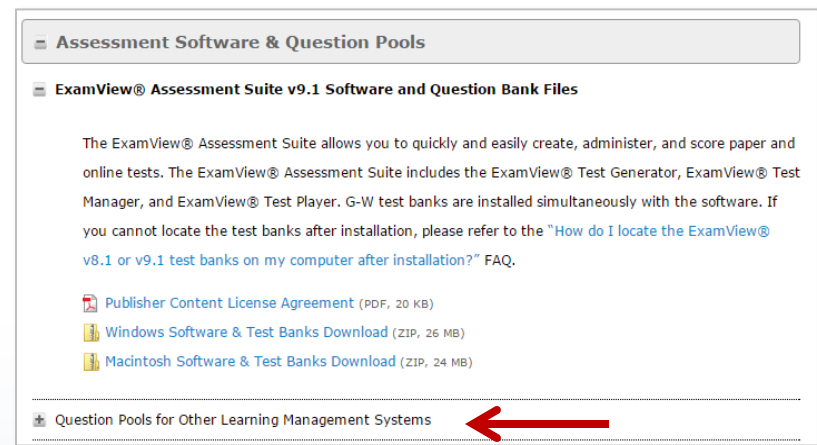 Assessment Software & Question Pools
ExamView® Assessment Suite v9.1 Software and Question Bank Files
The ExamView® Assessment Suite allows you to quickly and easily create, administer, and score paper and
online tests. The ExamView® Assessment Suite includes the ExamView® Test Generator, ExamView® Test
Manager, and ExamView® Test Player. G-W test banks are installed simultaneously with the software. If
you cannot locate the test banks after installation, please refer to the “How do I locate the ExamView®
v8.1 or v9.1 test banks on my computer after installation?” FAQ.
Publisher Content License Agreement (PDF, 20 KB)
Windows Software & Test Banks Download (ZIP, 26 MB)
Macintosh Software & Test Banks Download (ZIP, 24 MB)
Question Pools for Other Learning Management Systems